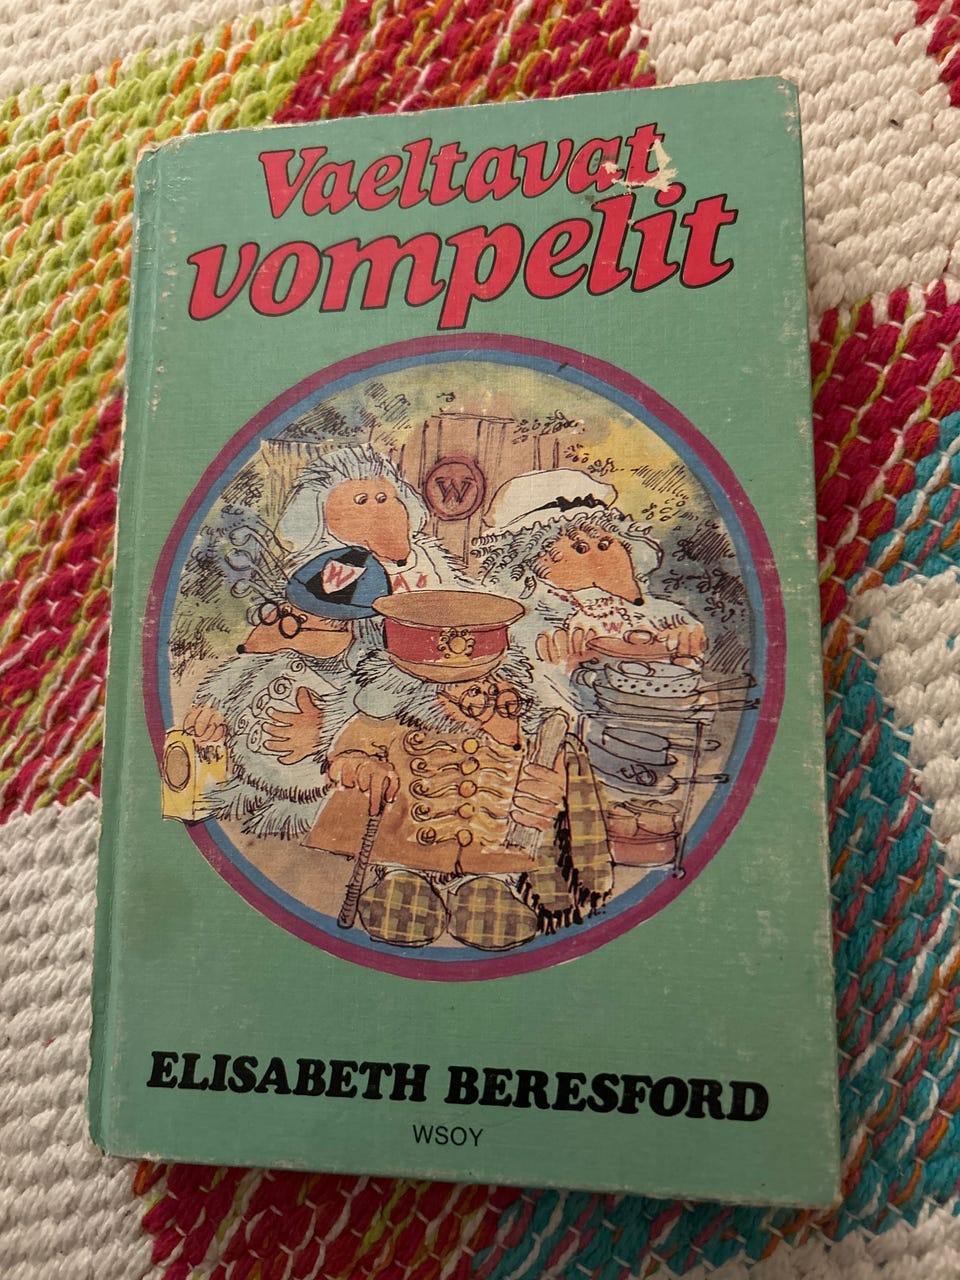 Vaeltavat
vompelit
W
W
W
ELISABETH BERESFORD
WSOY